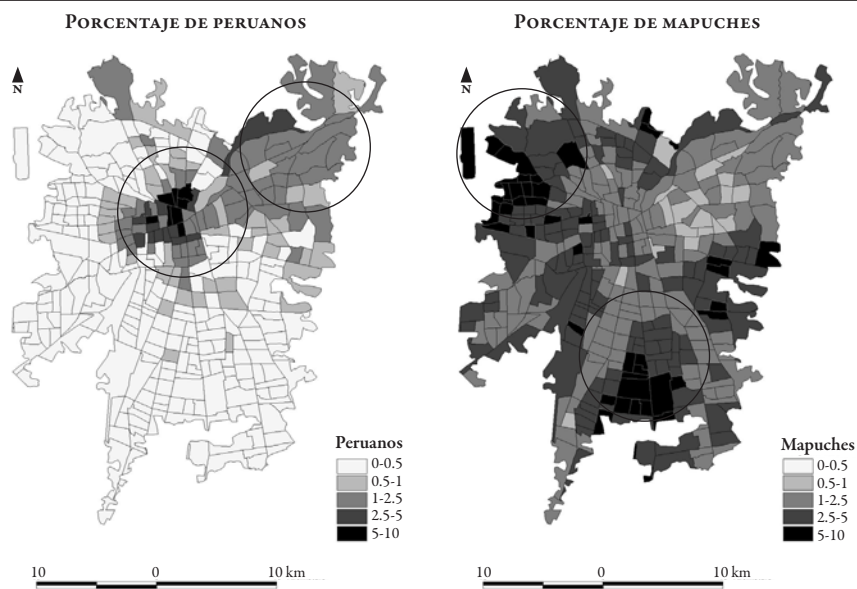 Porcentaje de peruanos
N
Peruanos
0-0.5
0.5-1
1-2.5
2.5-5
5-10
10 0 10 km
Porcentaje de mapuches
N
Mapuches
0-0.5
0.5-1
1-2.5
2.5-5
5-10
10 0 10 km